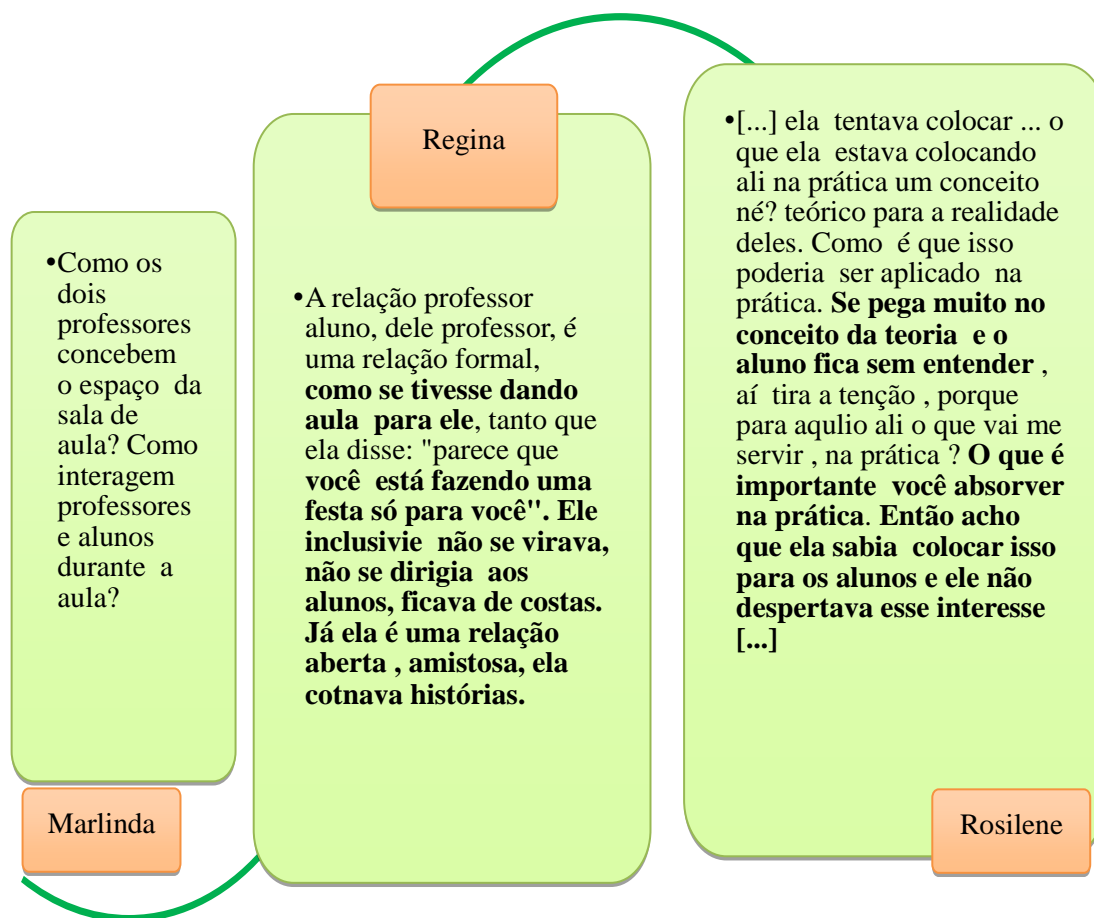 •Como os
dois
professores
concebem
o espaço da
sala de
aula? Como
interagem
professores
e alunos
durante a
aula?
Marlinda
Regina
•A relação professor
aluno, dele professor, é
uma relação formal,
como se tivesse dando
aula para ele, tanto que
ela disse: "parece que
você está fazendo uma
festa só para você". Ele
inclusivie não se virava,
não se dirigia aos
alunos, ficava de costas.
Já ela é uma relação
aberta , amistosa, ela
cotnava histórias.
•[...] ela tentava colocar ... o
que ela estava colocando
ali na prática um conceito
né? teórico para a realidade
deles. Como é que isso
poderia ser aplicado na
prática. Se pega muito no
conceito da teoria e o
aluno fica sem entender ,
aí tira a tenção , porque
para aqulio ali o que vai me
servir , na prática ? O que é
importante você absorver
na prática. Então acho
que ela sabia colocar isso
para os alunos e ele não
despertava esse interesse
[...]
Rosilene